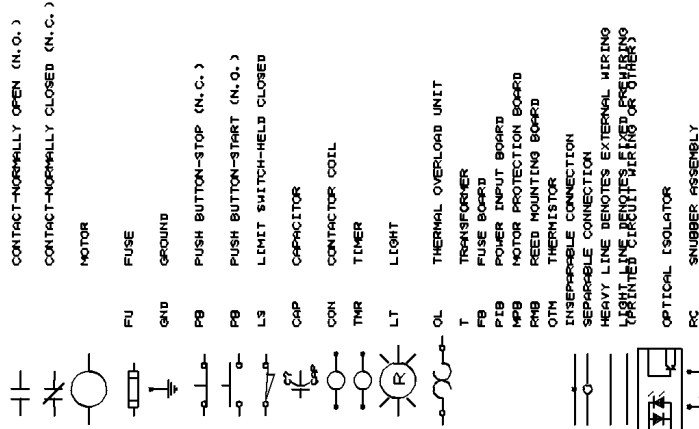 CONTACT-NORMALLY OPEN (N.O.)
CONTACT-NORMALLY CLOSED (N.C.)
MOTOR
FU FUSE
GND GROUND
PB PUSH BUTTON-STOP (N.C.)
PB PUSH BUTTON-START (N.O.)
LS LIMIT SWITCH-HELD CLOSED
CAP CAPACITOR
CON CONTACTOR COIL
TMR TIMER
R LT LIGHT
OL THERMAL OVERLOAD UNIT
T TRANSFORMER
FB FUSE BOARD
PIB POWER INPUT BOARD
MPB MOTOR PROTECTION BOARD
RMB REED MOUNTING BOARD
OTM THERMISTOR
INSEPARABLE CONNECTION
SEPARABLE CONNECTION
HEAVY LINE DENOTES EXTERNAL WIRING
LIGHT LINE DENOTES FIXED PREWIRING
(PRINTED CIRCUIT WIRING OR OTHER)
OPTICAL ISOLATOR
RC SNUBBER ASSEMBLY